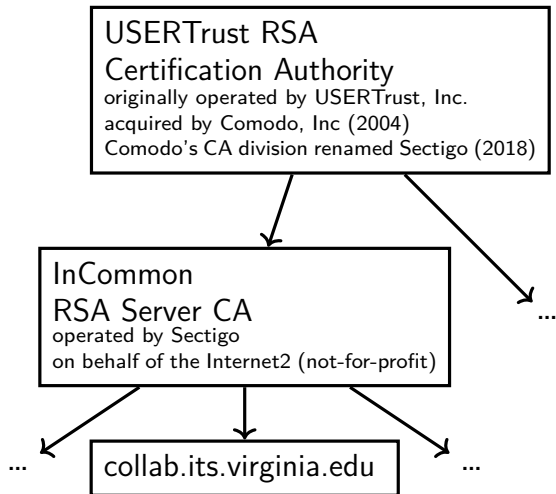 USERTrust RSA
Certification Authority
originally operated by USERTrust, Inc.
acquired by Comodo, Inc (2004)
Comodo's CA division renamed Sectigo (2018)
InCommon
RSA Server CA
operated by Sectigo
on behalf of the Internet2 (not-for-profit)
...
...
collab.its.virginia.edu
...